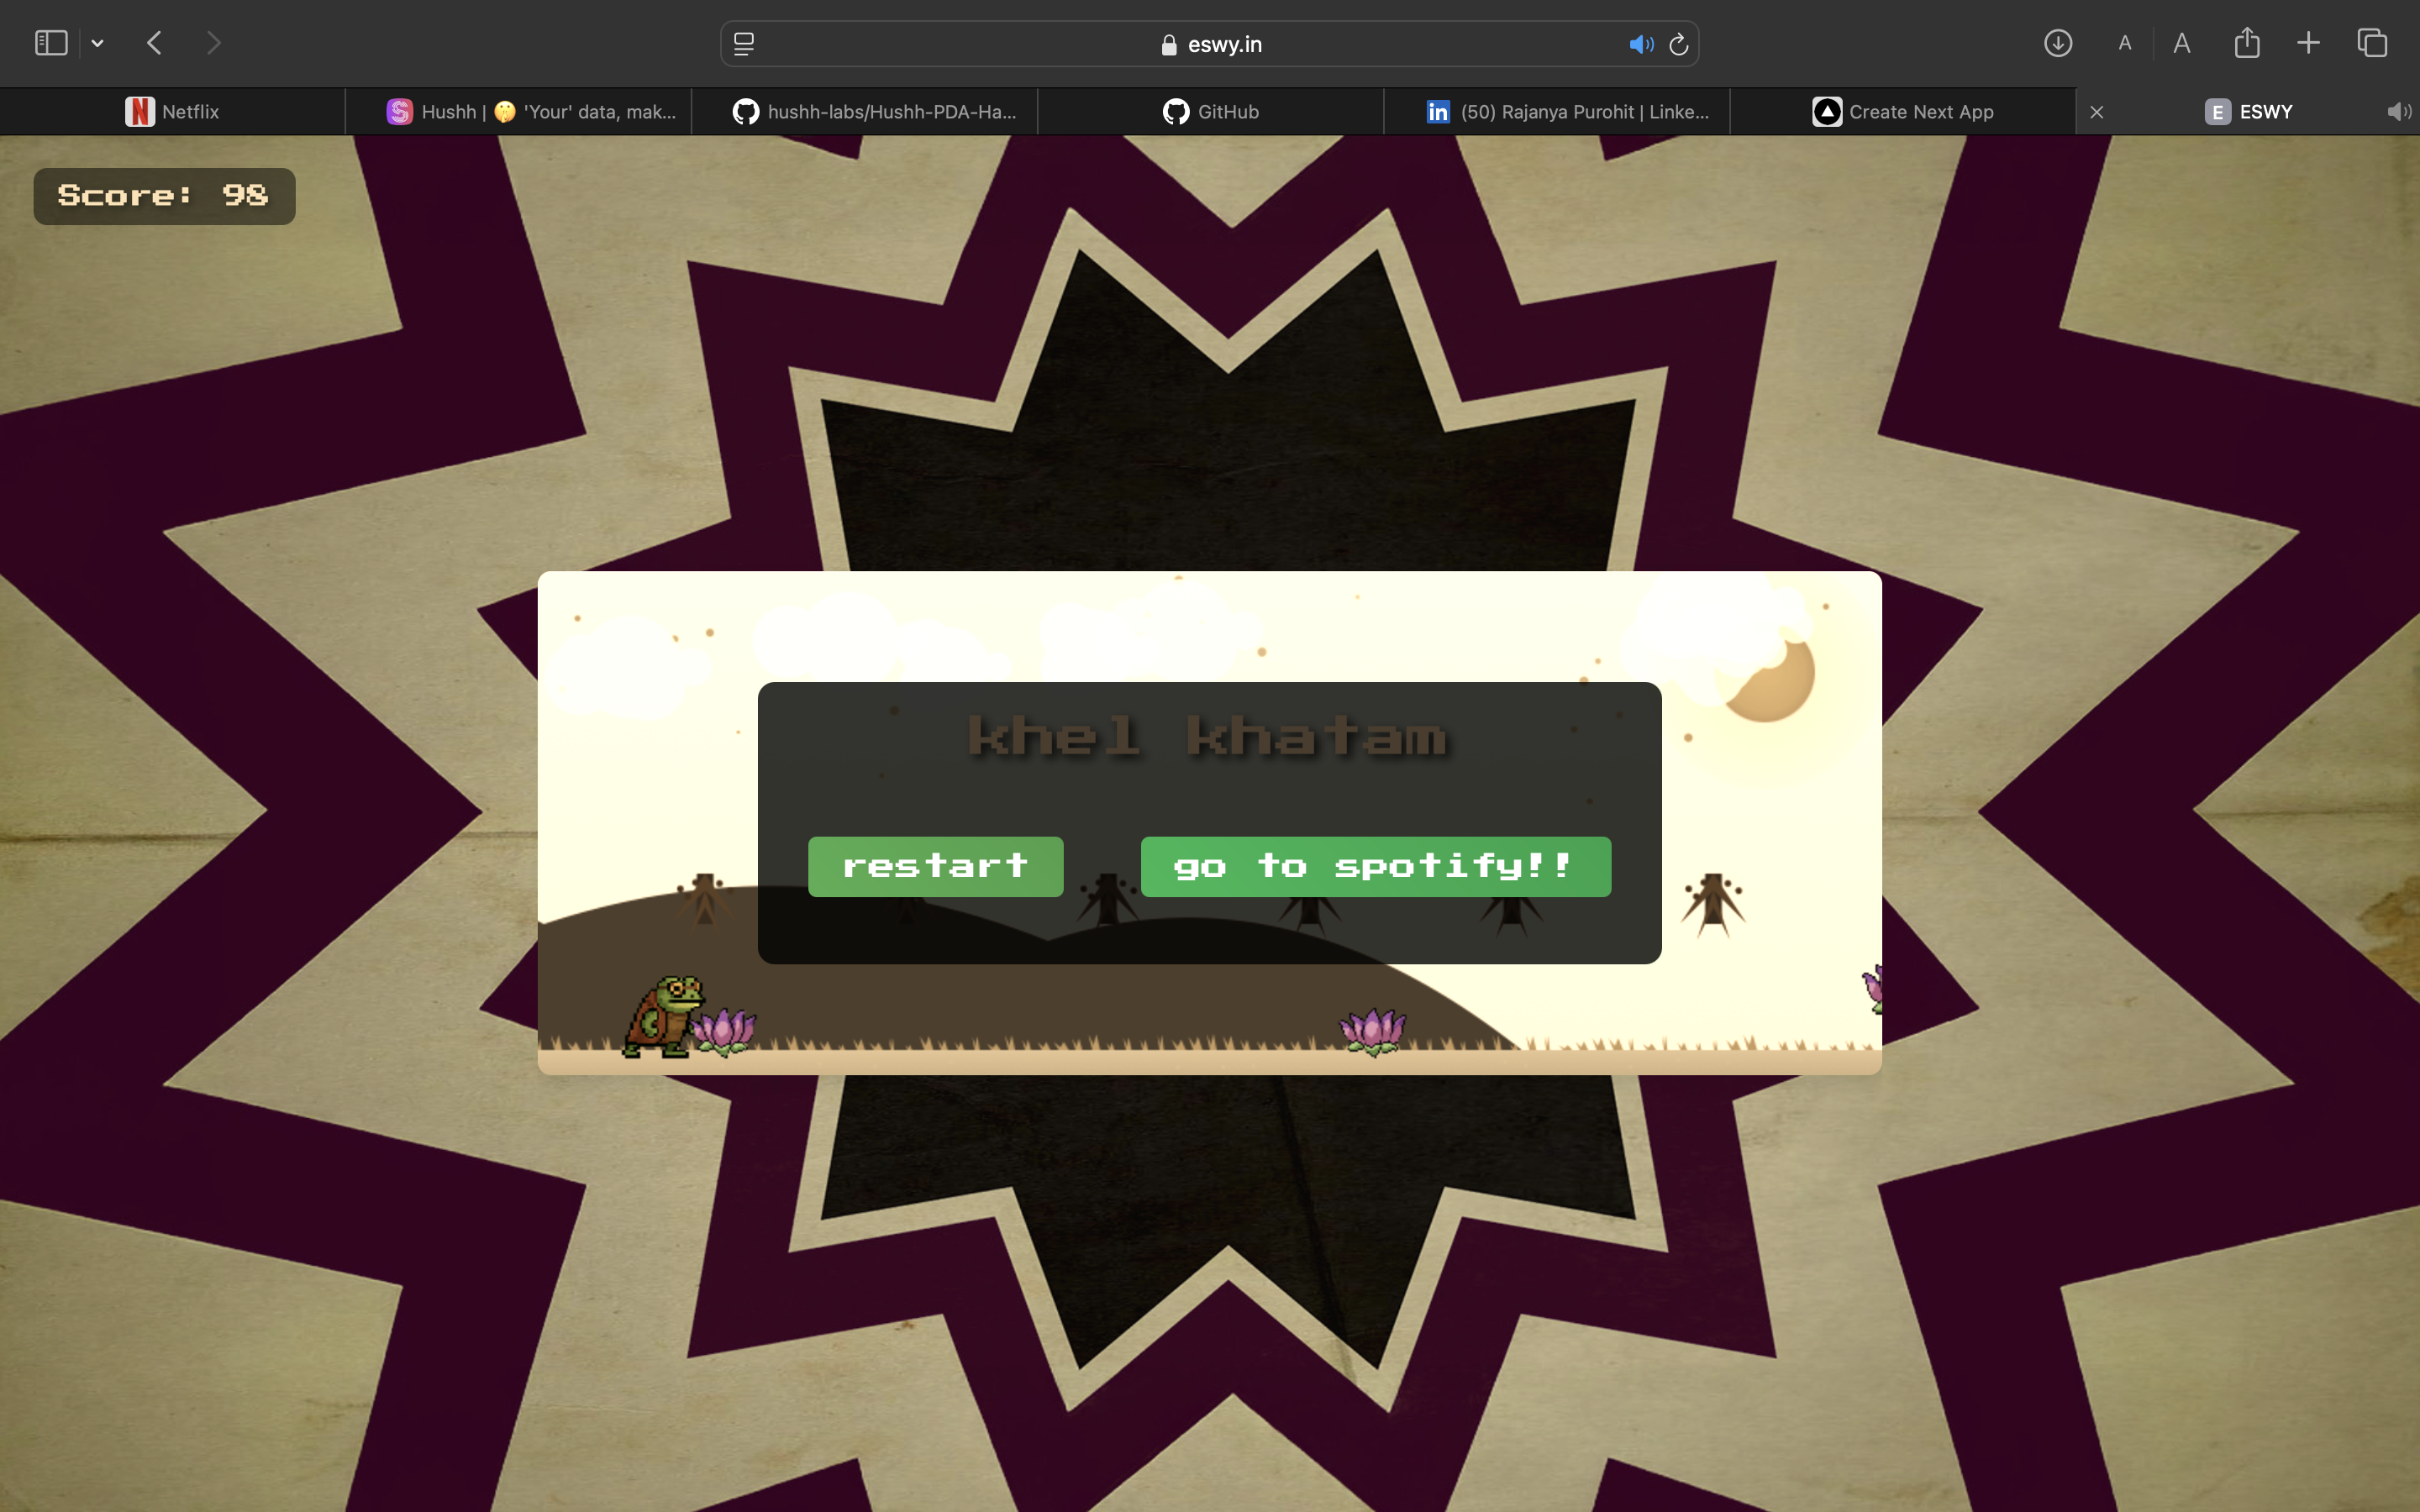 eswy.in
A A
Netflix
Hushh | 🤫 'Your' data, mak...
hushh-labs/Hushh-PDA-Ha...
GitHub
(50) Rajanya Purohit | Linke...
Create Next App
E ESWY
Score: 98
khel khatam
restart
go to spotify!!